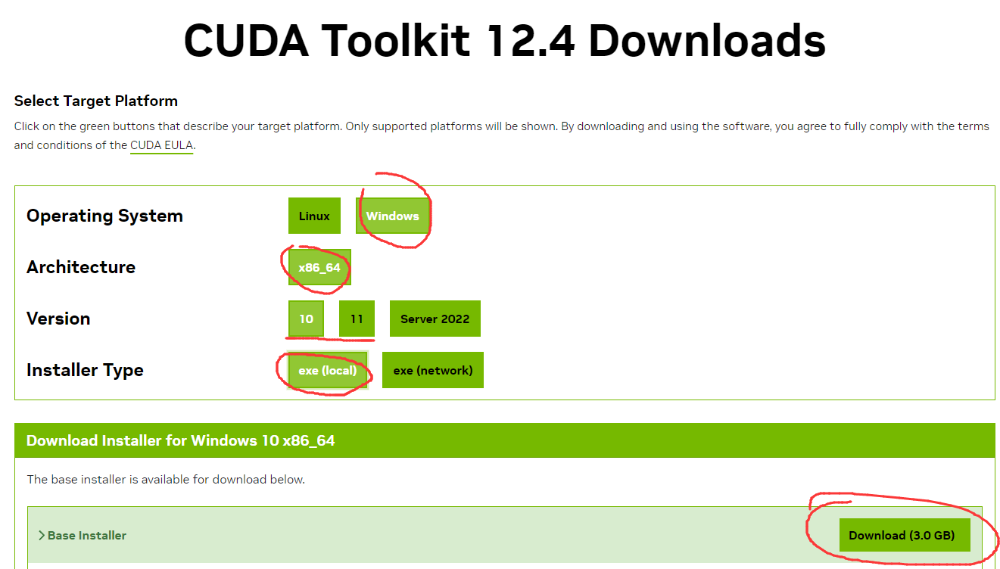 CUDA Toolkit 12.4 Downloads
Select Target Platform
Click on the green buttons that describe your target platform. Only supported platforms will be shown. By downloading and using the software, you agree to fully comply with the terms
and conditions of the CUDA EULA.
Operating System Linux Windows
Architecture x86_64
Version 10 11 Server 2022
Installer Type exe (local) exe (network)
Download Installer for Windows 10 x86_64
The base installer is available for download below.
Base Installer Download (3.0 GB)